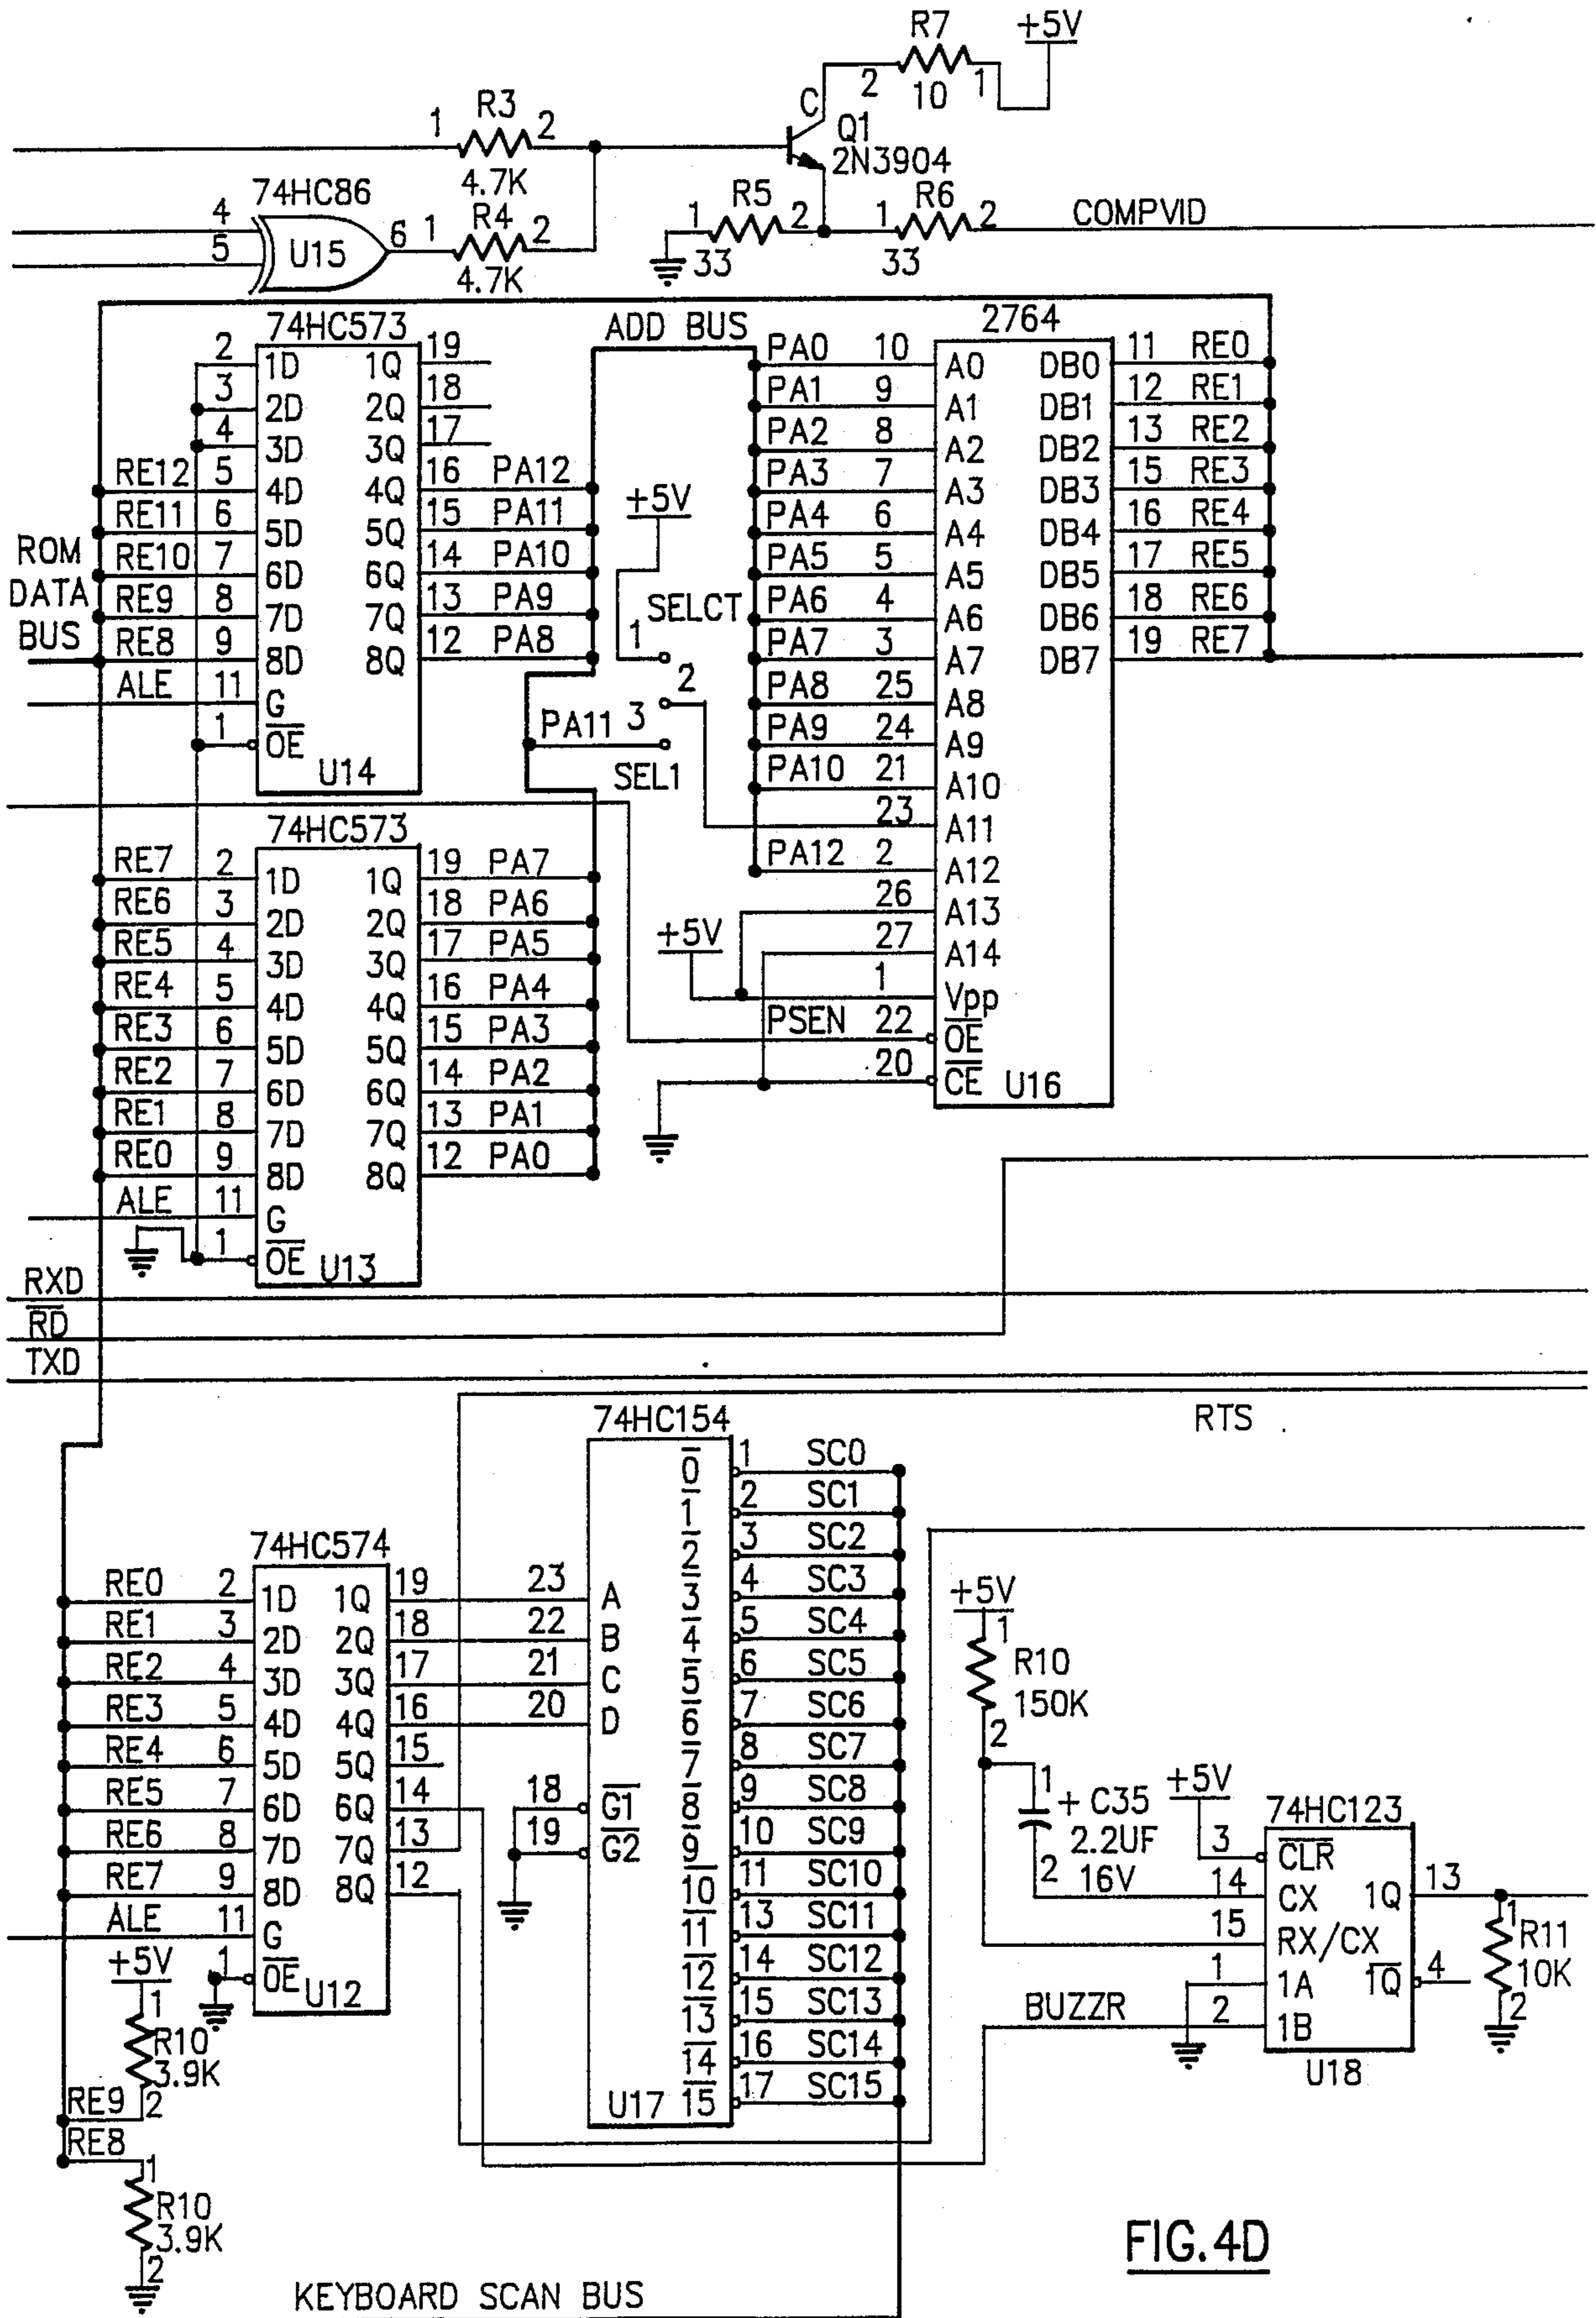 R7
+5V
2
10
1
C
Q1
2N3904
1
R3
2
4.7K
74HC86
4
5
U15
6
1
R4
2
4.7K
1
R5
2
33
1
R6
2
33
COMPVID
74HC573
2 1D 1Q 19
3 2D 2Q 18
4 3D 3Q 17
RE12 5 4D 4Q 16 PA12
RE11 6 5D 5Q 15 PA11
RE10 7 6D 6Q 14 PA10
RE9 8 7D 7Q 13 PA9
RE8 9 8D 8Q 12 PA8
ALE 11 G
1 OE
U14
ROM
DATA
BUS
ADD BUS
+5V
SELCT
1
2
PA11 3
SEL1
2764
PA0 10 A0 DB0 11 RE0
PA1 9 A1 DB1 12 RE1
PA2 8 A2 DB2 13 RE2
PA3 7 A3 DB3 15 RE3
PA4 6 A4 DB4 16 RE4
PA5 5 A5 DB5 17 RE5
PA6 4 A6 DB6 18 RE6
PA7 3 A7 DB7 19 RE7
PA8 25 A8
PA9 24 A9
PA10 21 A10
23 A11
PA12 2 A12
26 A13
27 A14
+5V
1 Vpp
PSEN 22 OE
20 CE
U16
74HC573
RE7 2 1D 1Q 19 PA7
RE6 3 2D 2Q 18 PA6
RE5 4 3D 3Q 17 PA5
RE4 5 4D 4Q 16 PA4
RE3 6 5D 5Q 15 PA3
RE2 7 6D 6Q 14 PA2
RE1 8 7D 7Q 13 PA1
RE0 9 8D 8Q 12 PA0
ALE 11 G
1 OE
U13
RXD
RD
TXD
RTS
74HC574
RE0 2 1D 1Q 19
RE1 3 2D 2Q 18
RE2 4 3D 3Q 17
RE3 5 4D 4Q 16
RE4 6 5D 5Q 15
RE5 7 6D 6Q 14
RE6 8 7D 7Q 13
RE7 9 8D 8Q 12
ALE 11 G
1 OE
U12
74HC154
23 A
22 B
21 C
20 D
18 G1
19 G2
0 1 SC0
1 2 SC1
2 3 SC2
3 4 SC3
4 5 SC4
5 6 SC5
6 7 SC6
7 8 SC7
8 9 SC8
9 10 SC9
10 11 SC10
11 13 SC11
12 14 SC12
13 15 SC13
14 16 SC14
15 17 SC15
U17
+5V
1
R10
150K
2
1
+ C35
2.2UF
2 16V
+5V
74HC123
3 CLR
14 CX 1Q 13
15 RX/CX
1 1A 1Q 4
BUZZR 2 1B
U18
1
R11
10K
2
+5V
1
R10
3.9K
RE9 2
RE8
1
R10
3.9K
2
KEYBOARD SCAN BUS
FIG.4D